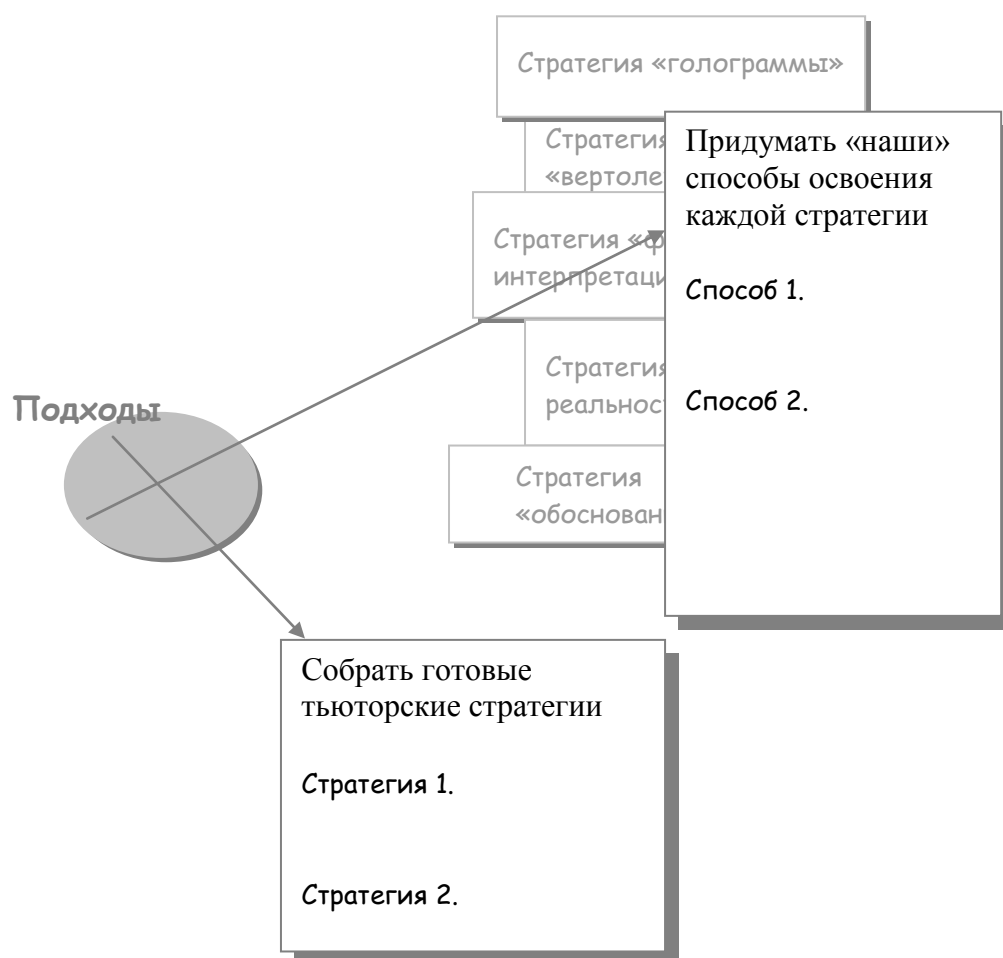 Стратегия «голограммы»
Стратегия
«вертоле
Стратегия «ф
интерпретаци
Стратегия
реальнос
Стратегия
«обоснован
Придумать «наши»
способы освоения
каждой стратегии
Способ 1.
Способ 2.
Подходы
Собрать готовые
тьюторские стратегии
Стратегия 1.
Стратегия 2.